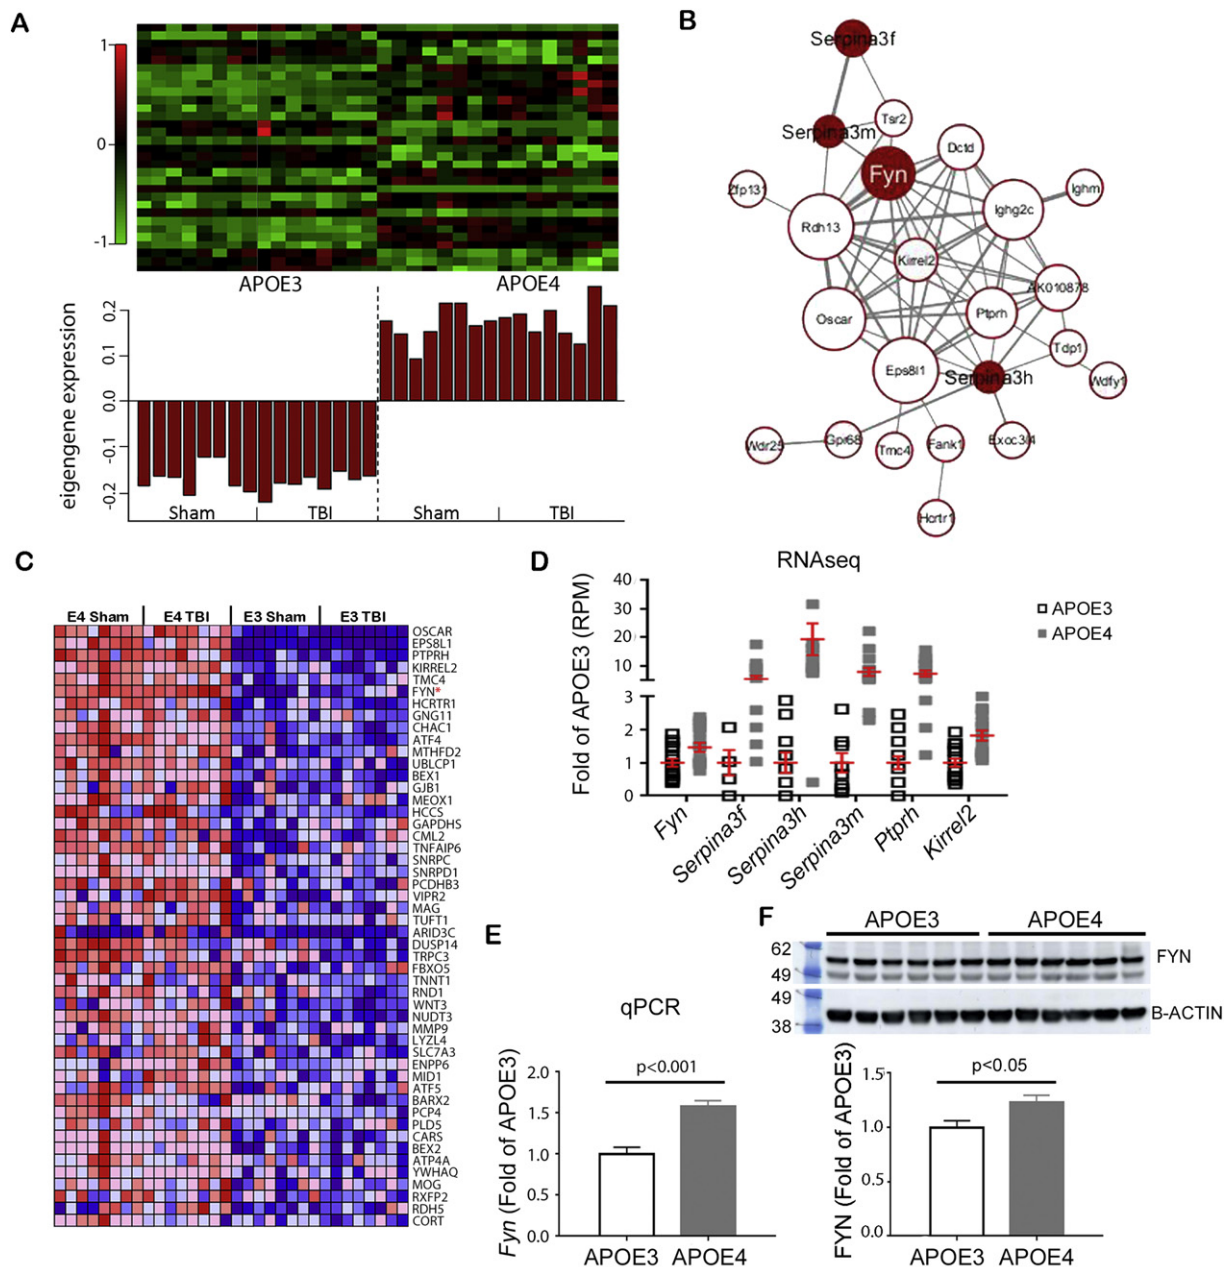 A
1
0
-1
APOE3
APOE4
eigengene expression
0.2
0.1
0.0
-0.1
-0.2
Sham
TBI
Sham
TBI
B
Serpina3f
Tsr2
Serpina3m
Dctd
Fyn
Zfp131
Ighm
Ighg2c
Rdh13
Kirrel2
AK010878
Oscar
Ptprh
Tdp1
Eps8l1
Serpina3h
Wdfy1
Wdr25
Gpr68
Tmc4
Fank1
Exoc3l4
Hcrtr1
C
E4 Sham
E4 TBI
E3 Sham
E3 TBI
OSCAR
EPS8L1
PTPRH
KIRREL2
TMC4
FYN*
HCRTR1
GNG11
CHAC1
ATF4
MTHFD2
UBLCP1
BEX1
GJB1
MEOX1
HCCS
GAPDHS
CML2
TNFAIP6
SNRPC
SNRPD1
PCDHB3
VIPR2
MAG
TUFT1
ARID3C
DUSP14
TRPC3
FBXO5
TNNT1
RND1
WNT3
NUDT3
MMP9
LYZL4
SLC7A3
ENPP6
MID1
ATF5
BARX2
PCP4
PLD5
CARS
BEX2
ATP4A
YWHAQ
MOG
RXFP2
RDH5
CORT
D
RNAseq
Fold of APOE3 (RPM)
40
30
20
10
3
2
1
0
APOE3
APOE4
Fyn
Serpina3f
Serpina3h
Serpina3m
Ptprh
Kirrel2
E
qPCR
Fyn (Fold of APOE3)
2.0
1.5
1.0
0.5
0.0
p<0.001
APOE3
APOE4
F
APOE3
APOE4
62
49
FYN
49
38
B-ACTIN
FYN (Fold of APOE3)
1.5
1.0
0.5
0.0
p<0.05
APOE3
APOE4